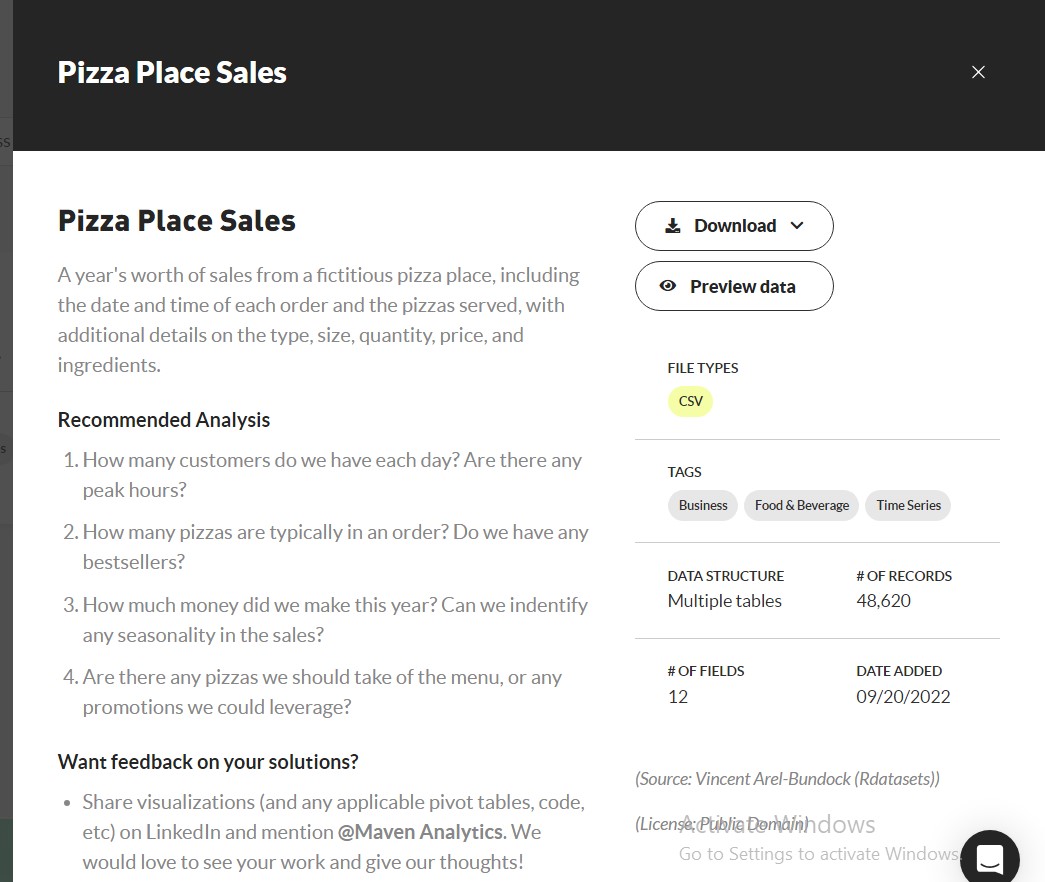 Pizza Place Sales
Pizza Place Sales
A year's worth of sales from a fictitious pizza place, including
the date and time of each order and the pizzas served, with
additional details on the type, size, quantity, price, and
ingredients.
Recommended Analysis
1. How many customers do we have each day? Are there any
peak hours?
2. How many pizzas are typically in an order? Do we have any
bestsellers?
3. How much money did we make this year? Can we indentify
any seasonality in the sales?
4. Are there any pizzas we should take of the menu, or any
promotions we could leverage?
Want feedback on your solutions?
• Share visualizations (and any applicable pivot tables, code,
etc) on LinkedIn and mention @Maven Analytics. We
would love to see your work and give our thoughts!
Download
Preview data
FILE TYPES
CSV
TAGS
Business Food & Beverage Time Series
DATA STRUCTURE # OF RECORDS
Multiple tables 48,620
# OF FIELDS DATE ADDED
12 09/20/2022
(Source: Vincent Arel-Bundock (Rdatasets))
(License: Public Domain)
Activate Windows
Go to Settings to activate Windows.